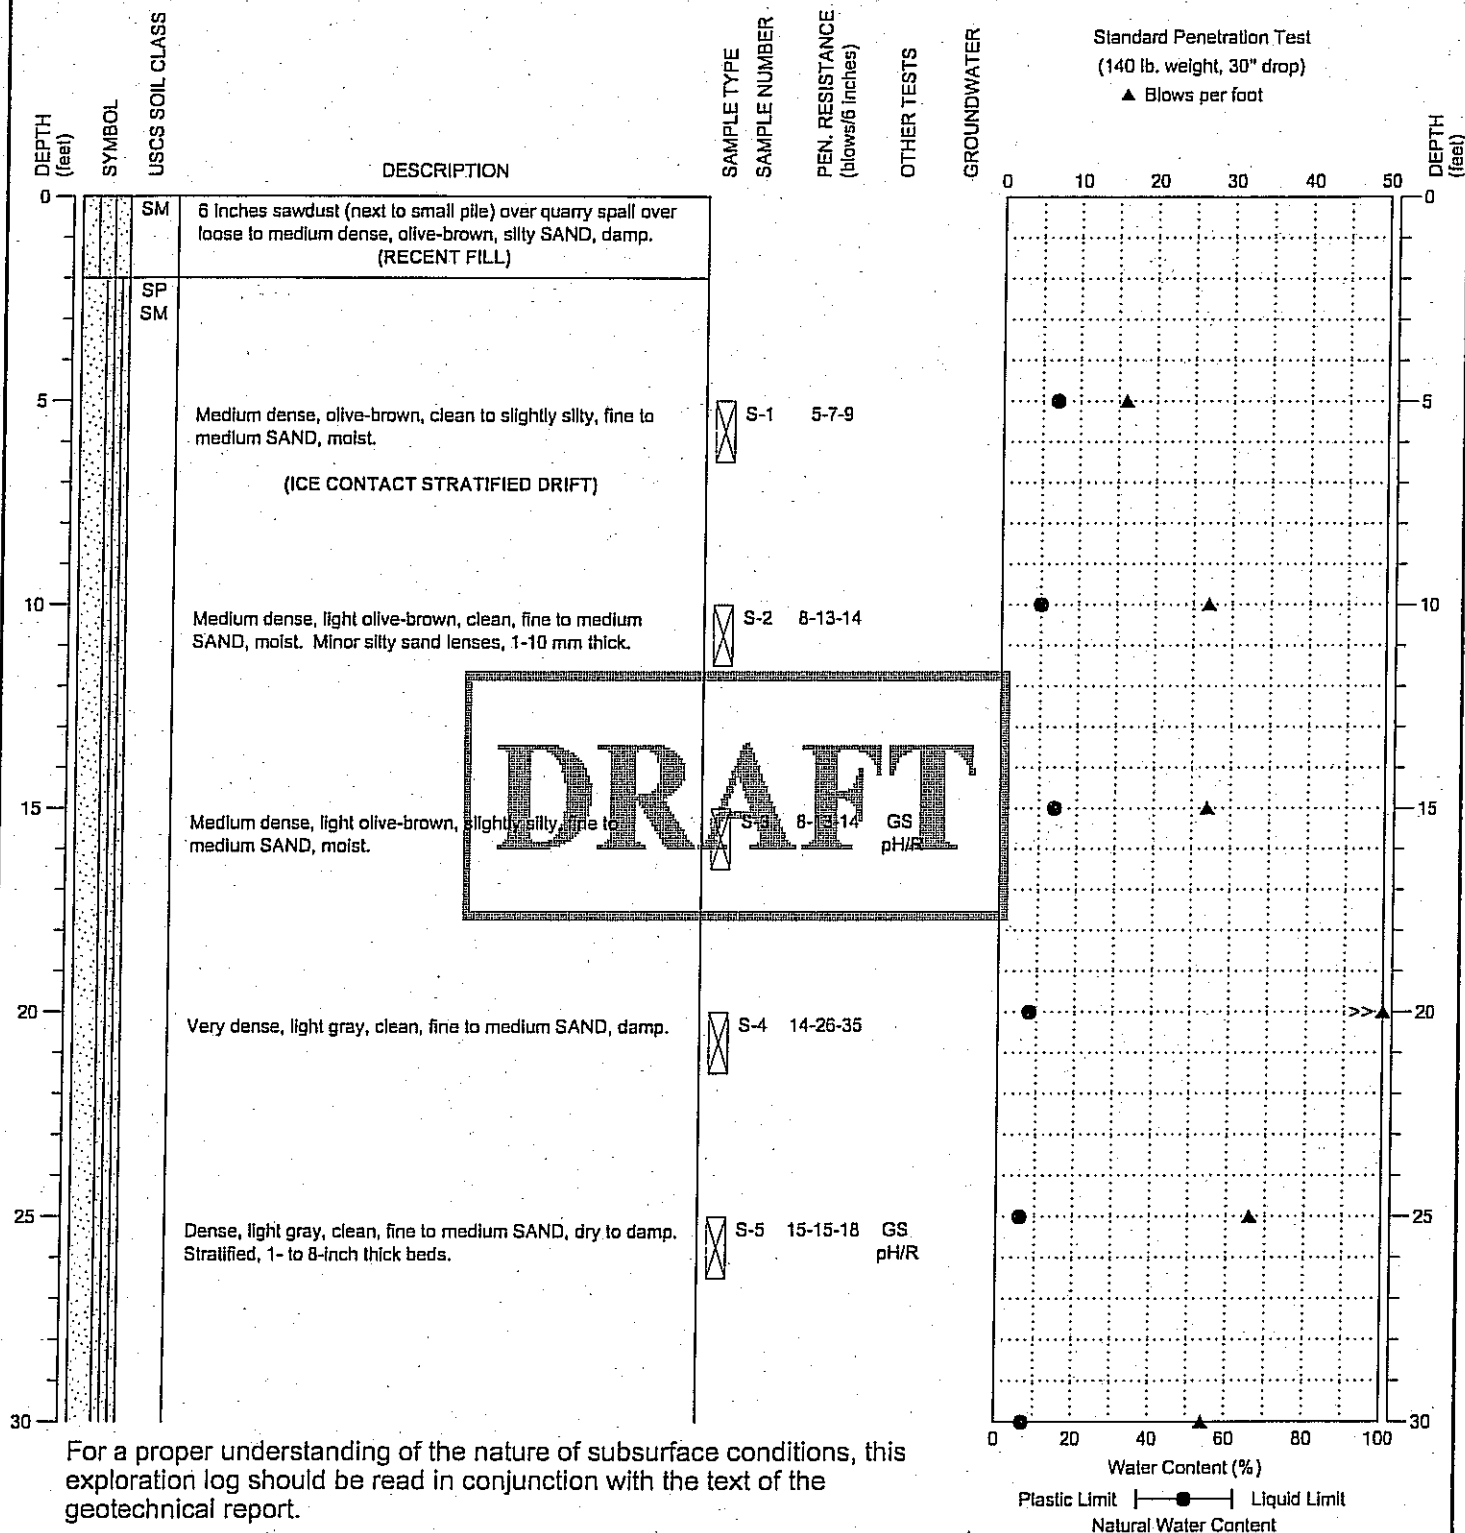 DEPTH
(feet)
SYMBOL
USCS SOIL CLASS
DESCRIPTION
SAMPLE TYPE
SAMPLE NUMBER
PEN. RESISTANCE
(blows/6 inches)
OTHER TESTS
GROUNDWATER
Standard Penetration Test
(140 lb. weight, 30" drop)
▲ Blows per foot
DEPTH
(feet)
0 10 20 30 40 50
0 0
SM 6 inches sawdust (next to small pile) over quarry spall over
loose to medium dense, olive-brown, silty SAND, damp.
(RECENT FILL)
SP
SM
5 Medium dense, olive-brown, clean to slightly silty, fine to S-1 5-7-9 5
medium SAND, moist.
(ICE CONTACT STRATIFIED DRIFT)
10 Medium dense, light olive-brown, clean, fine to medium S-2 8-13-14 10
SAND, moist. Minor silty sand lenses, 1-10 mm thick.
DRAFT
15 Medium dense, light olive-brown, slightly silty, fine to S-3 8-13-14 GS 15
medium SAND, moist. pH/R
20 Very dense, light gray, clean, fine to medium SAND, damp. S-4 14-26-35 >> 20
25 Dense, light gray, clean, fine to medium SAND, dry to damp. S-5 15-15-18 GS 25
Stratified, 1- to 8-inch thick beds. pH/R
30 30
0 20 40 60 80 100
Water Content (%)
Plastic Limit Liquid Limit
Natural Water Content
For a proper understanding of the nature of subsurface conditions, this
exploration log should be read in conjunction with the text of the
geotechnical report.